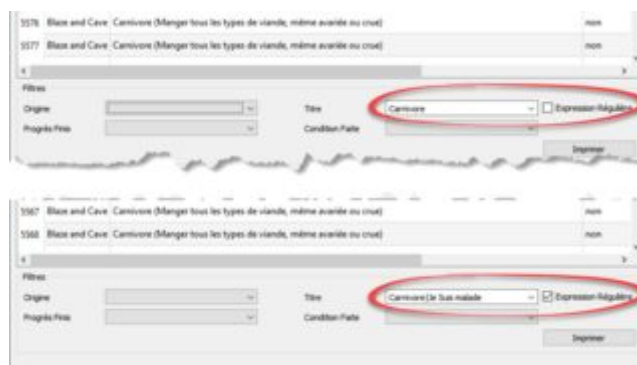 5576 Blaze and Cave Carnivore (Manger tous les types de viande, même avariée ou crue) non
5577 Blaze and Cave Carnivore (Manger tous les types de viande, même avariée ou crue) non
Filtres
Origine Titre Carnivore Expression Régulière
Progrès Finis Condition Faite
Imprimer
5567 Blaze and Cave Carnivore (Manger tous les types de viande, même avariée ou crue) non
5568 Blaze and Cave Carnivore (Manger tous les types de viande, même avariée ou crue) non
Filtres
Origine Titre Carnivore|Je Suis malade Expression Régulière
Progrès Finis Condition Faite
Imprimer